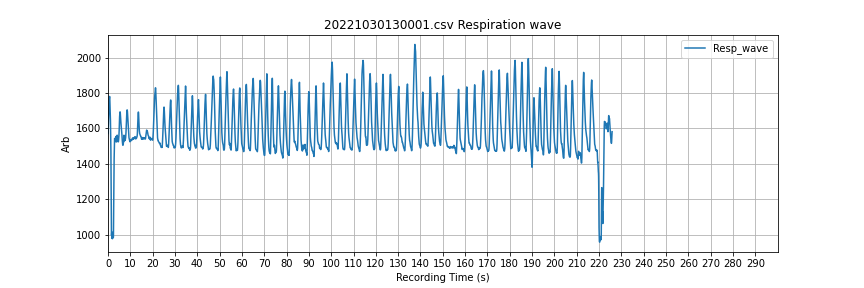 20221030130001.csv Respiration wave
Resp_wave
2000
1800
1600
1400
1200
1000
Arb
0 10 20 30 40 50 60 70 80 90 100 110 120 130 140 150 160 170 180 190 200 210 220 230 240 250 260 270 280 290
Recording Time (s)